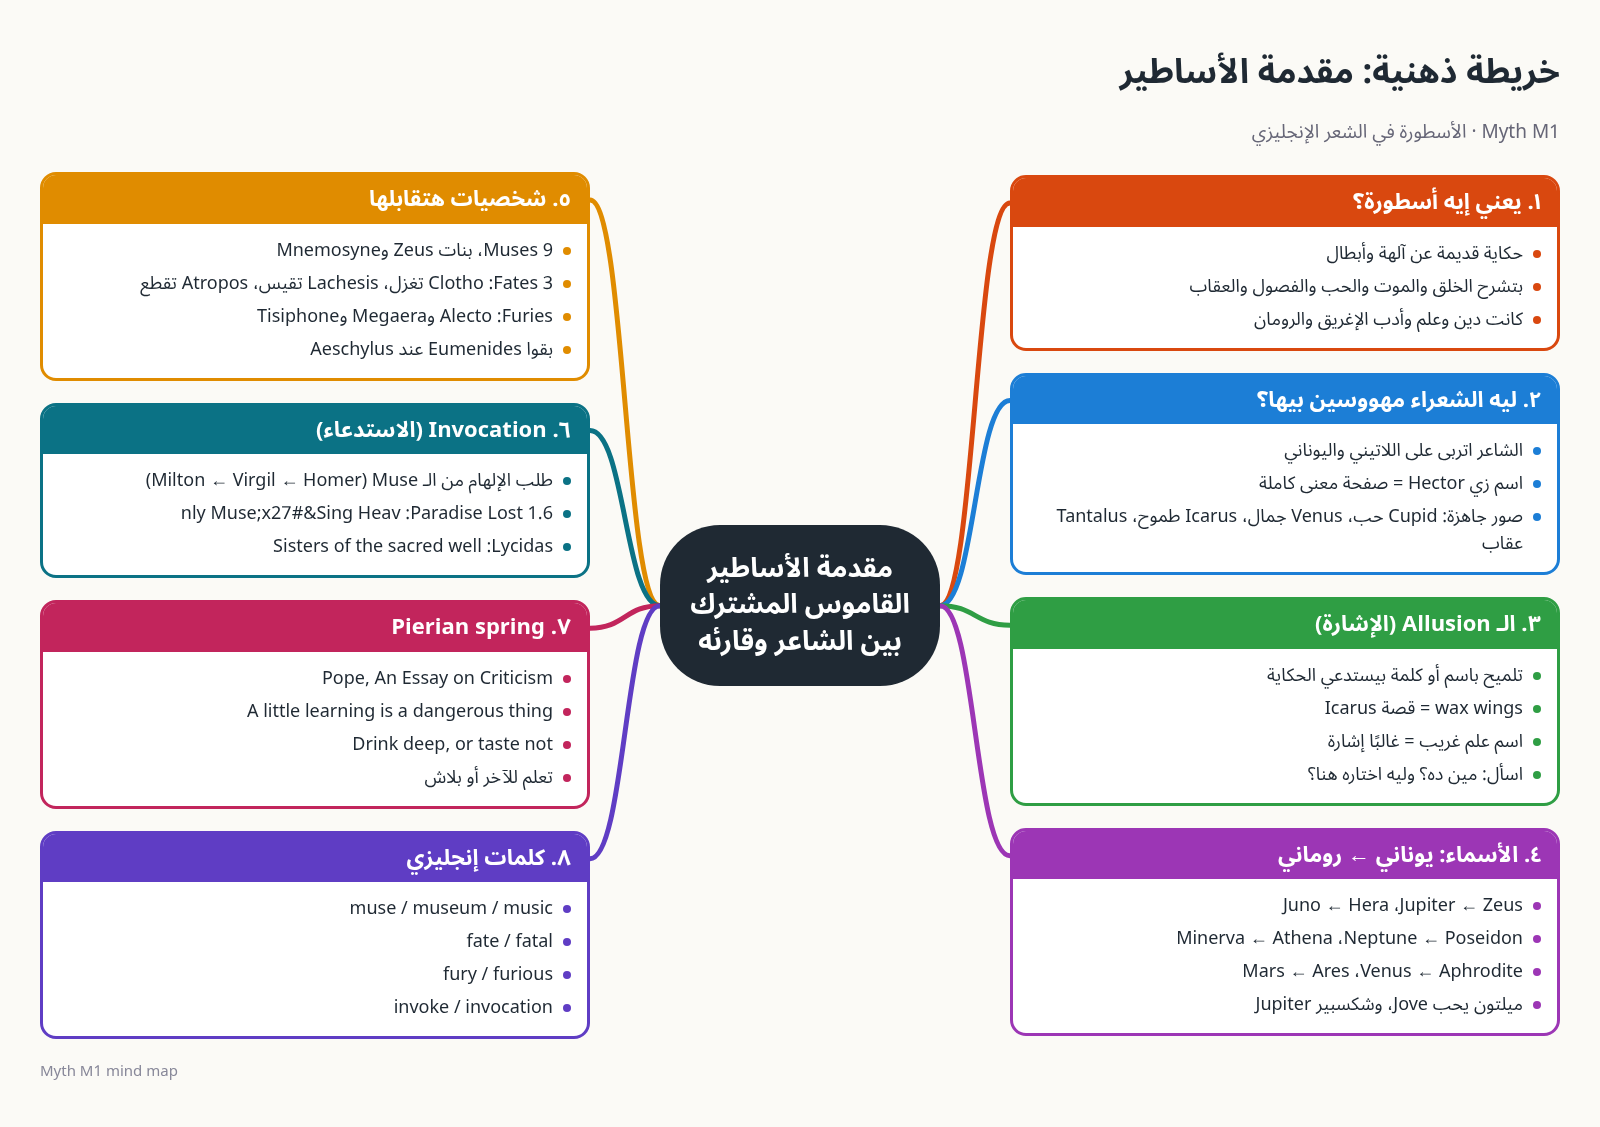 خريطة ذهنية: مقدمة الأساطير
Myth M1 · الأسطورة في الشعر الإنجليزي
١. يعني إيه أسطورة؟
حكاية قديمة عن آلهة وأبطال
بتشرح الخلق والموت والحب والفصول والعقاب
كانت دين وعلم وأدب الإغريق والرومان
٢. ليه الشعراء مهووسين بيها؟
الشاعر اتربى على اللاتيني واليوناني
اسم زي Hector = صفحة معنى كاملة
صور جاهزة: Cupid حب، Venus جمال، Icarus طموح، Tantalus
عقاب
٣. الـ Allusion (الإشارة)
تلميح باسم أو كلمة بيستدعي الحكاية
wax wings = قصة Icarus
اسم علم غريب = غالبًا إشارة
اسأل: مين ده؟ وليه اختاره هنا؟
٤. الأسماء: يوناني ← روماني
Zeus ← Jupiter، Hera ← Juno
Poseidon ← Neptune، Athena ← Minerva
Aphrodite ← Venus، Ares ← Mars
ميلتون يحب Jove، وشكسبير Jupiter
مقدمة الأساطير
القاموس المشترك
بين الشاعر وقارئه
٥. شخصيات هتقابلها
9 Muses، بنات Zeus وMnemosyne
3 Fates: Clotho تغزل، Lachesis تقيس، Atropos تقطع
Furies: Alecto وMegaera وTisiphone
بقوا Eumenides عند Aeschylus
٦. Invocation (الاستدعاء)
طلب الإلهام من الـ Muse (Homer ← Virgil ← Milton)
Paradise Lost 1.6: Sing Heav&#x27;nly Muse
Lycidas: Sisters of the sacred well
٧. Pierian spring
Pope, An Essay on Criticism
A little learning is a dangerous thing
Drink deep, or taste not
تعلم للآخر أو بلاش
٨. كلمات إنجليزي
muse / museum / music
fate / fatal
fury / furious
invoke / invocation
Myth M1 mind map